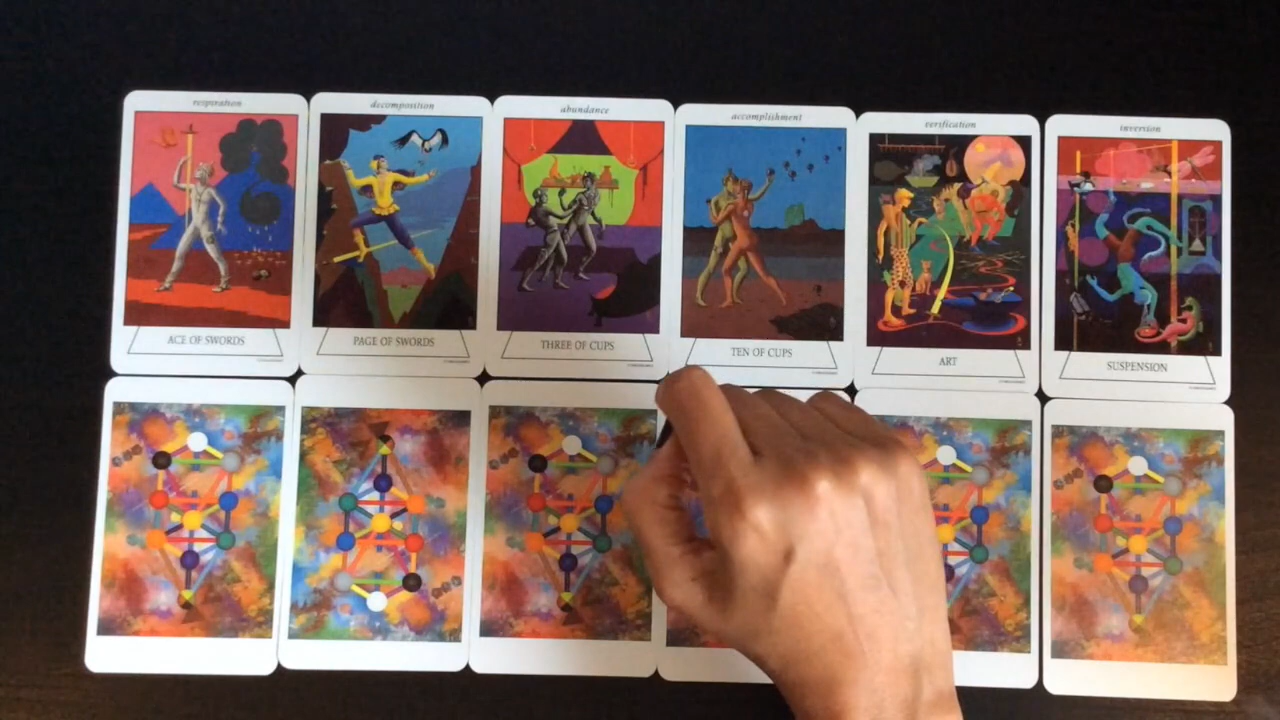 respiration
decomposition
abundance
accomplishment
versification
inversion
ACE OF SWORDS
PAGE OF SWORDS
THREE OF CUPS
TEN OF CUPS
ART
SUSPENSION